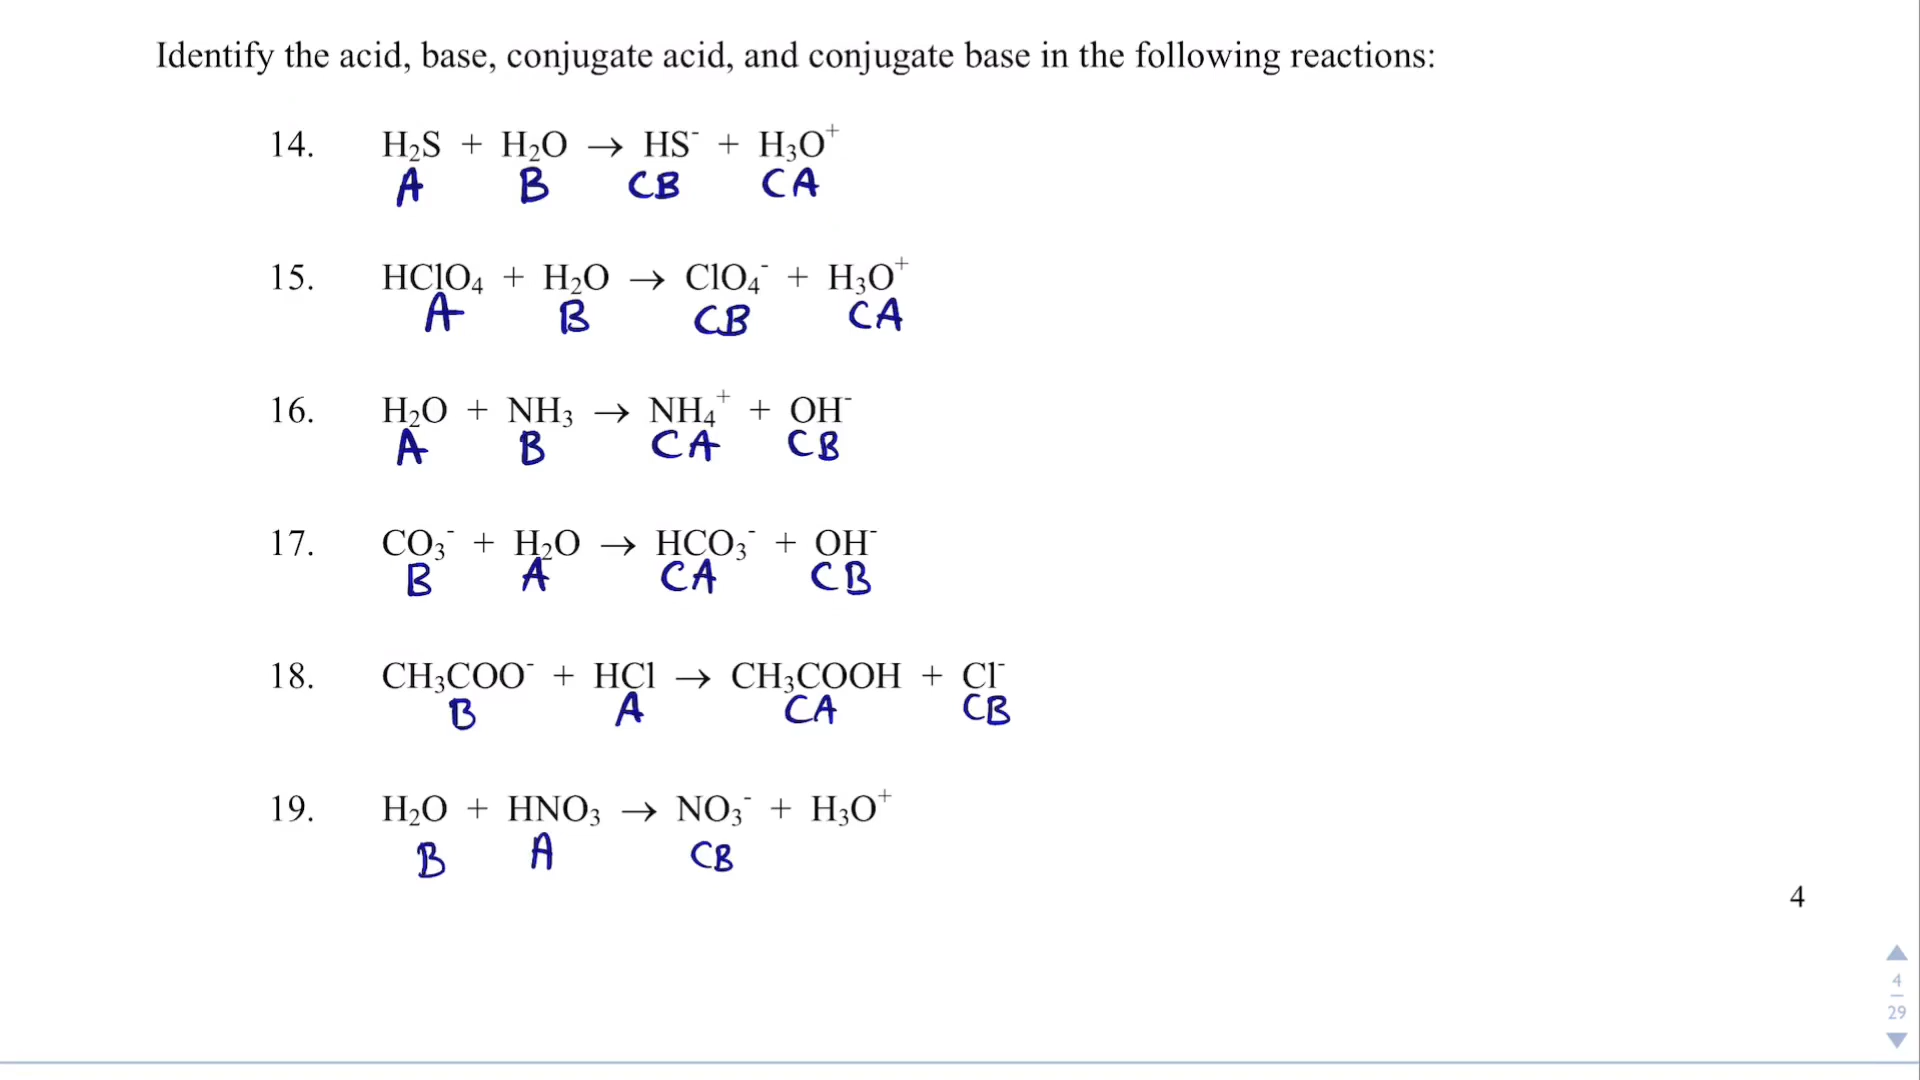 Identify the acid, base, conjugate acid, and conjugate base in the following reactions:
14. H₂S + H₂O → HS⁻ + H₃O⁺
A B CB CA
15. HClO₄ + H₂O → ClO₄⁻ + H₃O⁺
A B CB CA
16. H₂O + NH₃ → NH₄⁺ + OH⁻
A B CA CB
17. CO₃⁻ + H₂O → HCO₃⁻ + OH⁻
B A CA CB
18. CH₃COO⁻ + HCl → CH₃COOH + Cl⁻
B A CA CB
19. H₂O + HNO₃ → NO₃⁻ + H₃O⁺
B A CB
4
4
29